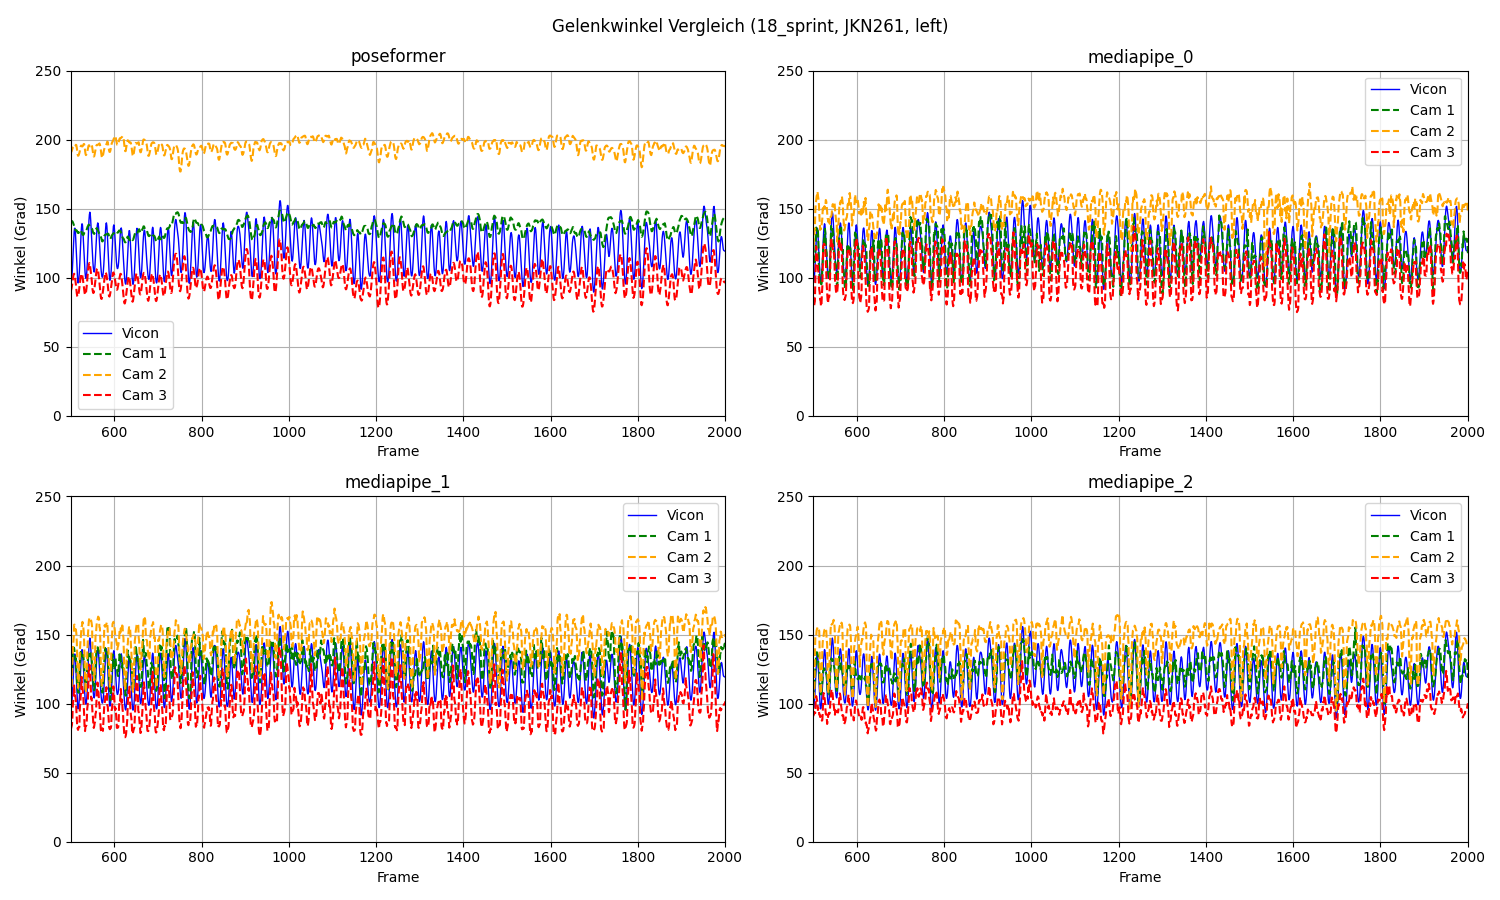 Gelenkwinkel Vergleich (18_sprint, JKN261, left)
poseformer
250
200
150
100
50
0
Winkel (Grad)
Vicon
Cam 1
Cam 2
Cam 3
600 800 1000 1200 1400 1600 1800 2000
Frame
mediapipe_0
250
200
150
100
50
0
Winkel (Grad)
Vicon
Cam 1
Cam 2
Cam 3
600 800 1000 1200 1400 1600 1800 2000
Frame
mediapipe_1
250
200
150
100
50
0
Winkel (Grad)
Vicon
Cam 1
Cam 2
Cam 3
600 800 1000 1200 1400 1600 1800 2000
Frame
mediapipe_2
250
200
150
100
50
0
Winkel (Grad)
Vicon
Cam 1
Cam 2
Cam 3
600 800 1000 1200 1400 1600 1800 2000
Frame